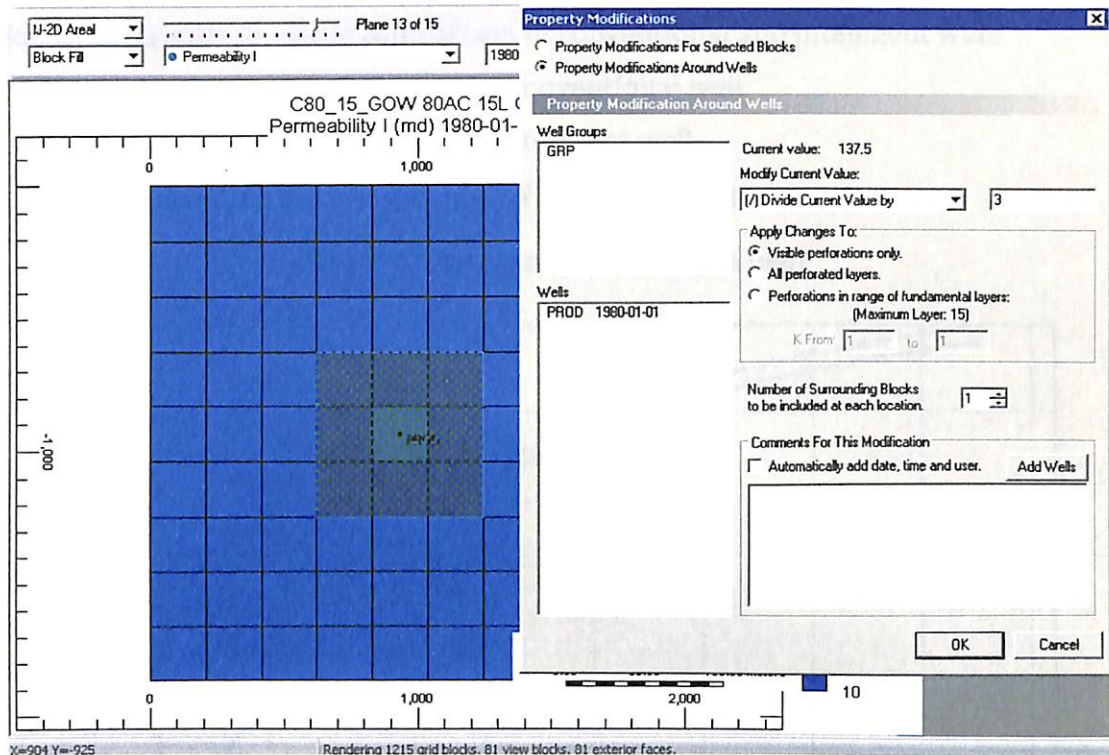 IJ-2D Areal
Plane 13 of 15
Block Fill
Permeability I
1980
C80_15_GOW 80AC 15L
Permeability I (md) 1980-01-
0
1,000
-1,000
0
1,000
2,000
10
X=904 Y=-925
Rendering 1215 grid blocks, 81 view blocks, 81 exterior faces.
Property Modifications
Property Modifications For Selected Blocks
Property Modifications Around Wells
Property Modification Around Wells
Well Groups
GRP
Wells
PROD 1980-01-01
Current value: 137.5
Modify Current Value:
(/) Divide Current Value by
3
Apply Changes To:
Visible perforations only.
All perforated layers.
Perforations in range of fundamental layers:
(Maximum Layer: 15)
K From 1 to 1
Number of Surrounding Blocks
to be included at each location.
1
Comments For This Modification
Automatically add date, time and user.
Add Wells
OK
Cancel